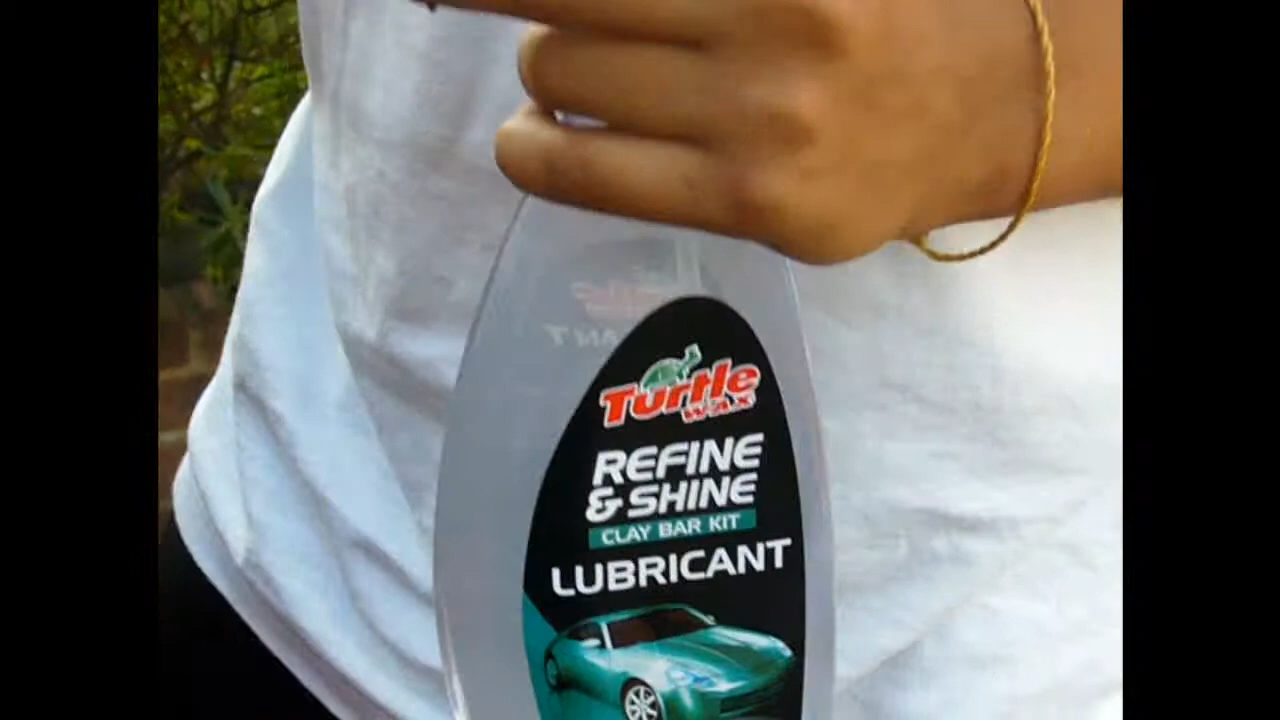 Turtle
WAX
REFINE
& SHINE
CLAY BAR KIT
LUBRICANT